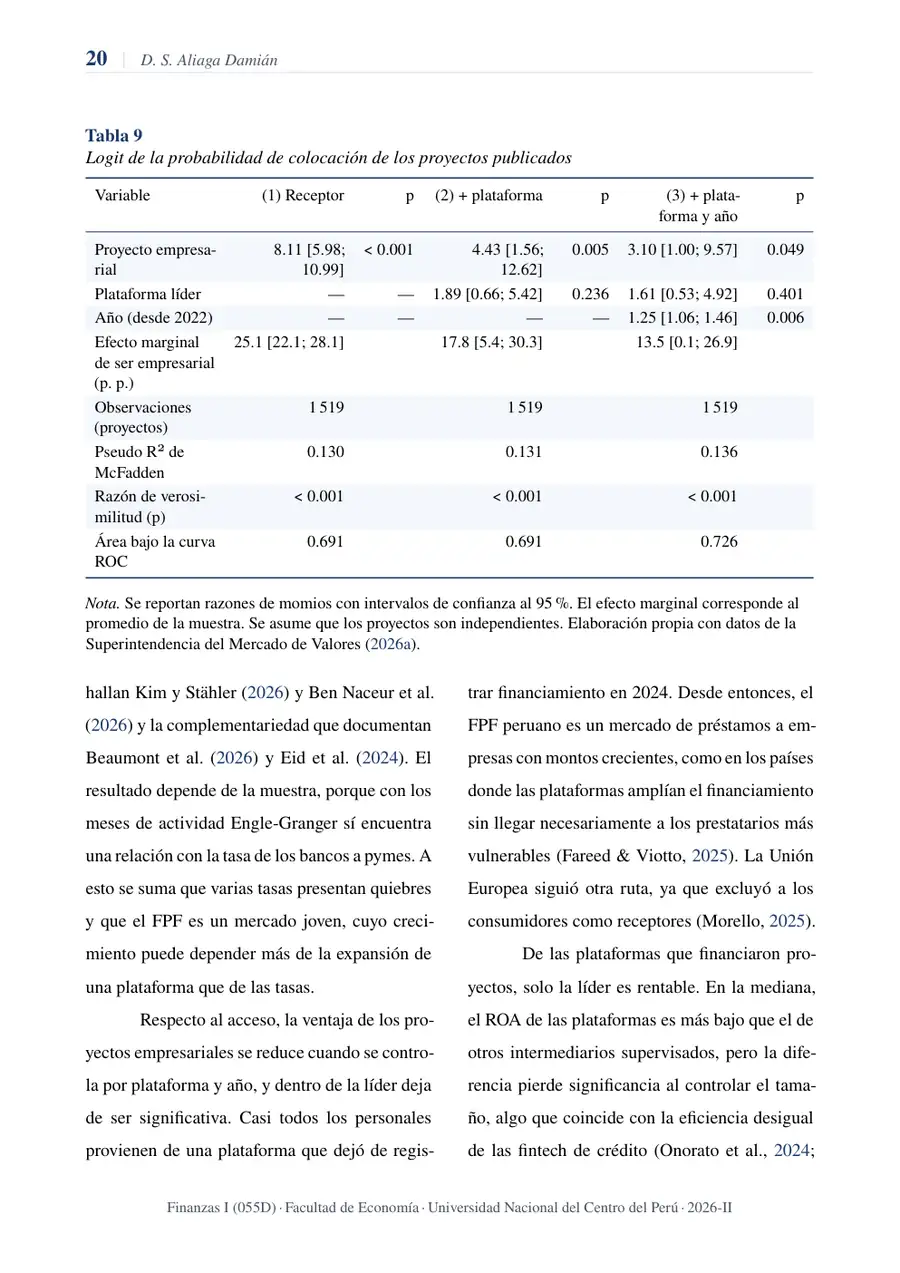 20 | D. S. Aliaga Damián
Tabla 9
Logit de la probabilidad de colocación de los proyectos publicados
Variable (1) Receptor p (2) + plataforma p (3) + plata-
forma y año p
Proyecto empresa-
rial 8.11 [5.98;
10.99] < 0.001 4.43 [1.56;
12.62] 0.005 3.10 [1.00; 9.57] 0.049
Plataforma líder — — 1.89 [0.66; 5.42] 0.236 1.61 [0.53; 4.92] 0.401
Año (desde 2022) — — — — 1.25 [1.06; 1.46] 0.006
Efecto marginal
de ser empresarial
(p. p.) 25.1 [22.1; 28.1] 17.8 [5.4; 30.3] 13.5 [0.1; 26.9]
Observaciones
(proyectos) 1 519 1 519 1 519
Pseudo R² de
McFadden 0.130 0.131 0.136
Razón de verosi-
militud (p) < 0.001 < 0.001 < 0.001
Área bajo la curva
ROC 0.691 0.691 0.726
Nota. Se reportan razones de momios con intervalos de confianza al 95 %. El efecto marginal corresponde al
promedio de la muestra. Se asume que los proyectos son independientes. Elaboración propia con datos de la
Superintendencia del Mercado de Valores (2026a).
hallan Kim y Stähler (2026) y Ben Naceur et al.
(2026) y la complementariedad que documentan
Beaumont et al. (2026) y Eid et al. (2024). El
resultado depende de la muestra, porque con los
meses de actividad Engle-Granger sí encuentra
una relación con la tasa de los bancos a pymes. A
esto se suma que varias tasas presentan quiebres
y que el FPF es un mercado joven, cuyo creci-
miento puede depender más de la expansión de
una plataforma que de las tasas.
Respecto al acceso, la ventaja de los pro-
yectos empresariales se reduce cuando se contro-
la por plataforma y año, y dentro de la líder deja
de ser significativa. Casi todos los personales
provienen de una plataforma que dejó de regis-
trar financiamiento en 2024. Desde entonces, el
FPF peruano es un mercado de préstamos a em-
presas con montos crecientes, como en los países
donde las plataformas amplían el financiamiento
sin llegar necesariamente a los prestatarios más
vulnerables (Fareed & Viotto, 2025). La Unión
Europea siguió otra ruta, ya que excluyó a los
consumidores como receptores (Morello, 2025).
De las plataformas que financiaron pro-
yectos, solo la líder es rentable. En la mediana,
el ROA de las plataformas es más bajo que el de
otros intermediarios supervisados, pero la dife-
rencia pierde significancia al controlar el tama-
ño, algo que coincide con la eficiencia desigual
de las fintech de crédito (Onorato et al., 2024;
Finanzas I (055D) · Facultad de Economía · Universidad Nacional del Centro del Perú · 2026-II